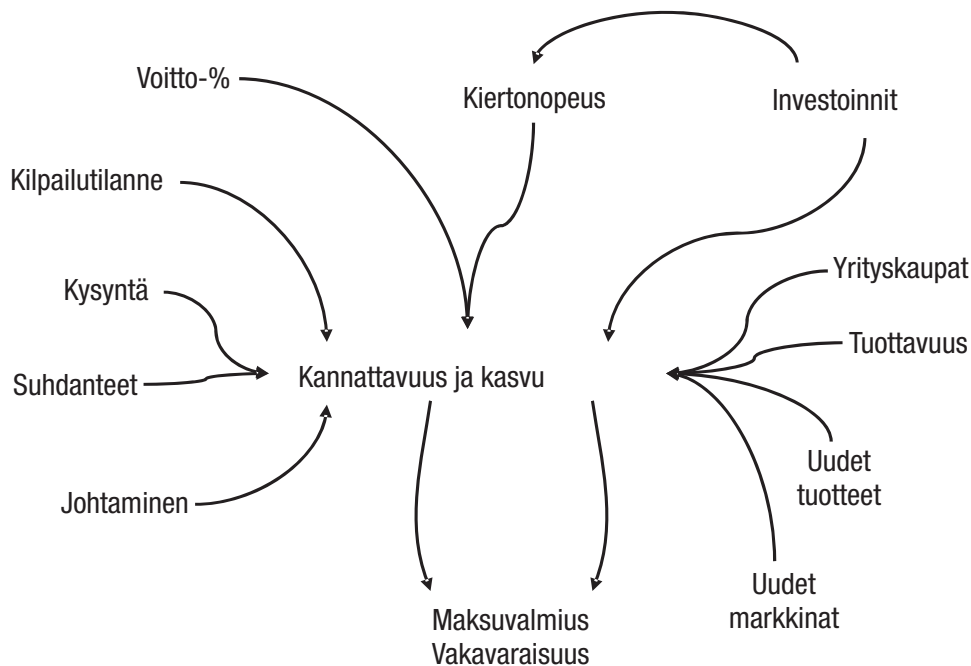 Voitto-%
Kiertonopeus
Investoinnit
Kilpailutilanne
Kysyntä
Yrityskaupat
Tuottavuus
Suhdanteet
Kannattavuus ja kasvu
Uudet
tuotteet
Johtaminen
Uudet
markkinat
Maksuvalmius
Vakavaraisuus